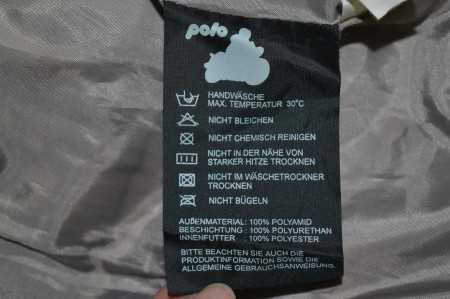 polo
HANDWÄSCHE
MAX. TEMPERATUR 30°C
NICHT BLEICHEN
NICHT CHEMISCH REINIGEN
NICHT IN DER NÄHE VON
STARKER HITZE TROCKNEN
NICHT IM WÄSCHETROCKNER
TROCKNEN
NICHT BÜGELN
AUßENMATERIAL: 100% POLYAMID
BESCHICHTUNG : 100% POLYURETHAN
INNENFUTTER : 100% POLYESTER
BITTE BEACHTEN SIE AUCH DIE
PRODUKTINFORMATION SOWIE DIE
ALLGEMEINE GEBRAUCHSANWEISUNG.